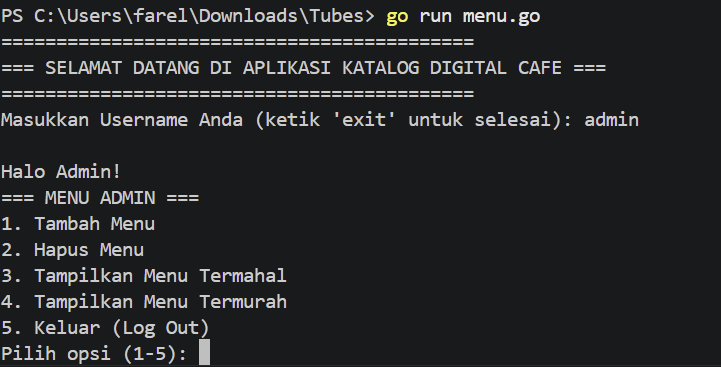 PS C:\Users\farel\Downloads\Tubes> go run menu.go
===========================================
=== SELAMAT DATANG DI APLIKASI KATALOG DIGITAL CAFE ===
===========================================
Masukkan Username Anda (ketik 'exit' untuk selesai): admin
Halo Admin!
=== MENU ADMIN ===
1. Tambah Menu
2. Hapus Menu
3. Tampilkan Menu Termahal
4. Tampilkan Menu Termurah
5. Keluar (Log Out)
Pilih opsi (1-5):